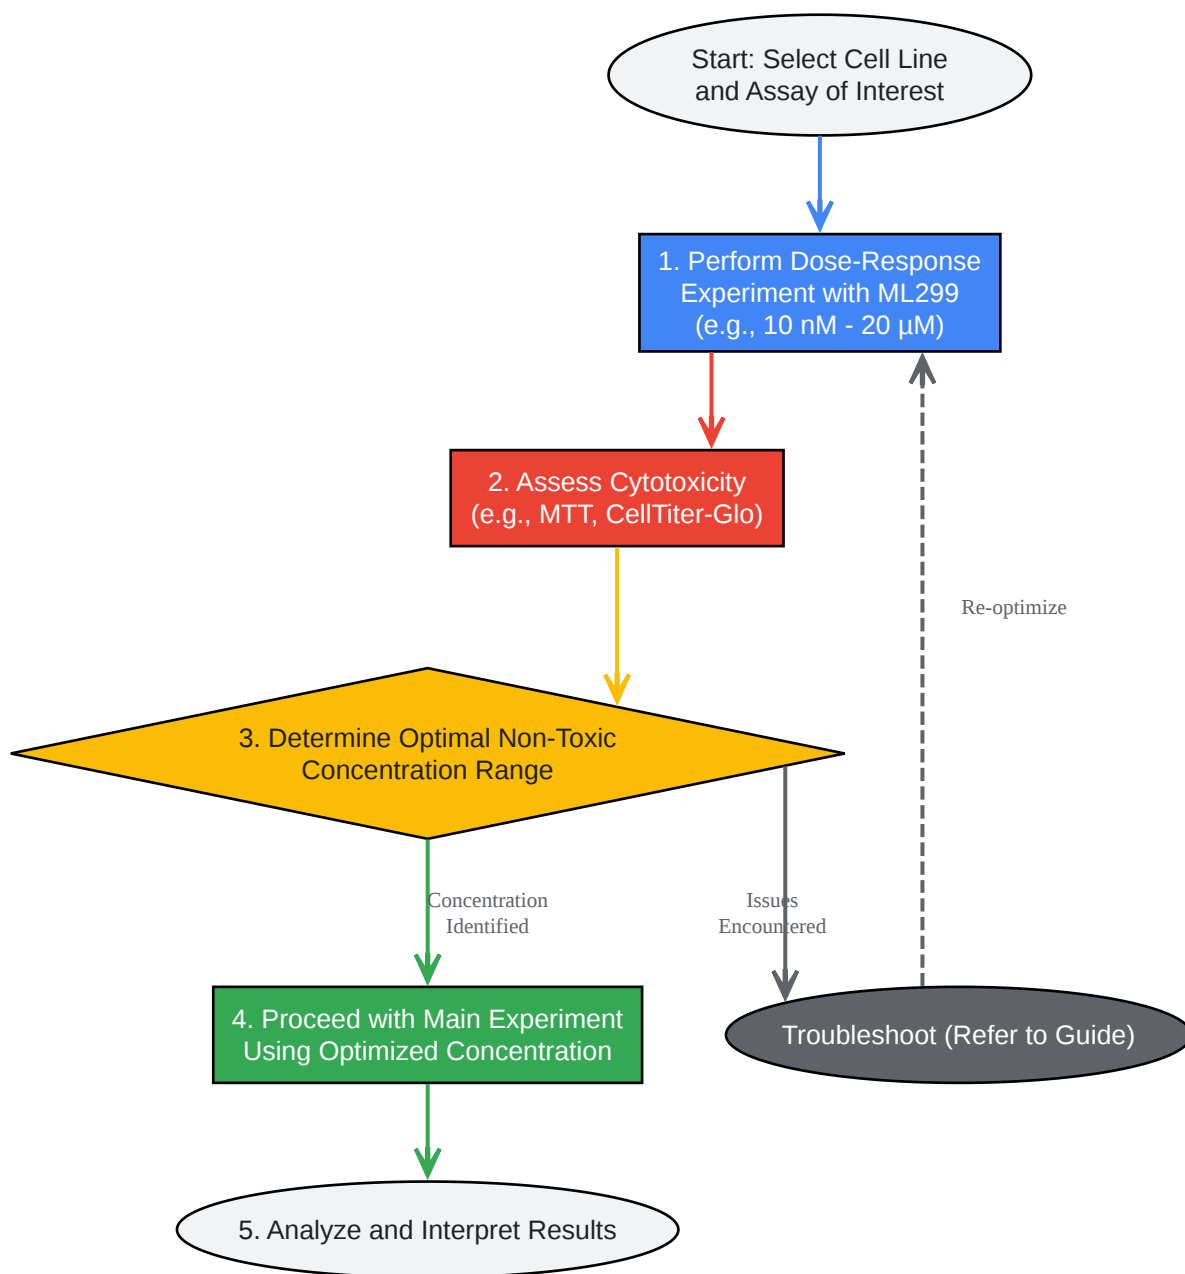 Start: Select Cell Line
and Assay of Interest
1. Perform Dose-Response
Experiment with ML299
(e.g., 10 nM - 20 µM)
2. Assess Cytotoxicity
(e.g., MTT, CellTiter-Glo)
Re-optimize
3. Determine Optimal Non-Toxic
Concentration Range
Concentration
Identified
Issues
Encountered
4. Proceed with Main Experiment
Using Optimized Concentration
Troubleshoot (Refer to Guide)
5. Analyze and Interpret Results